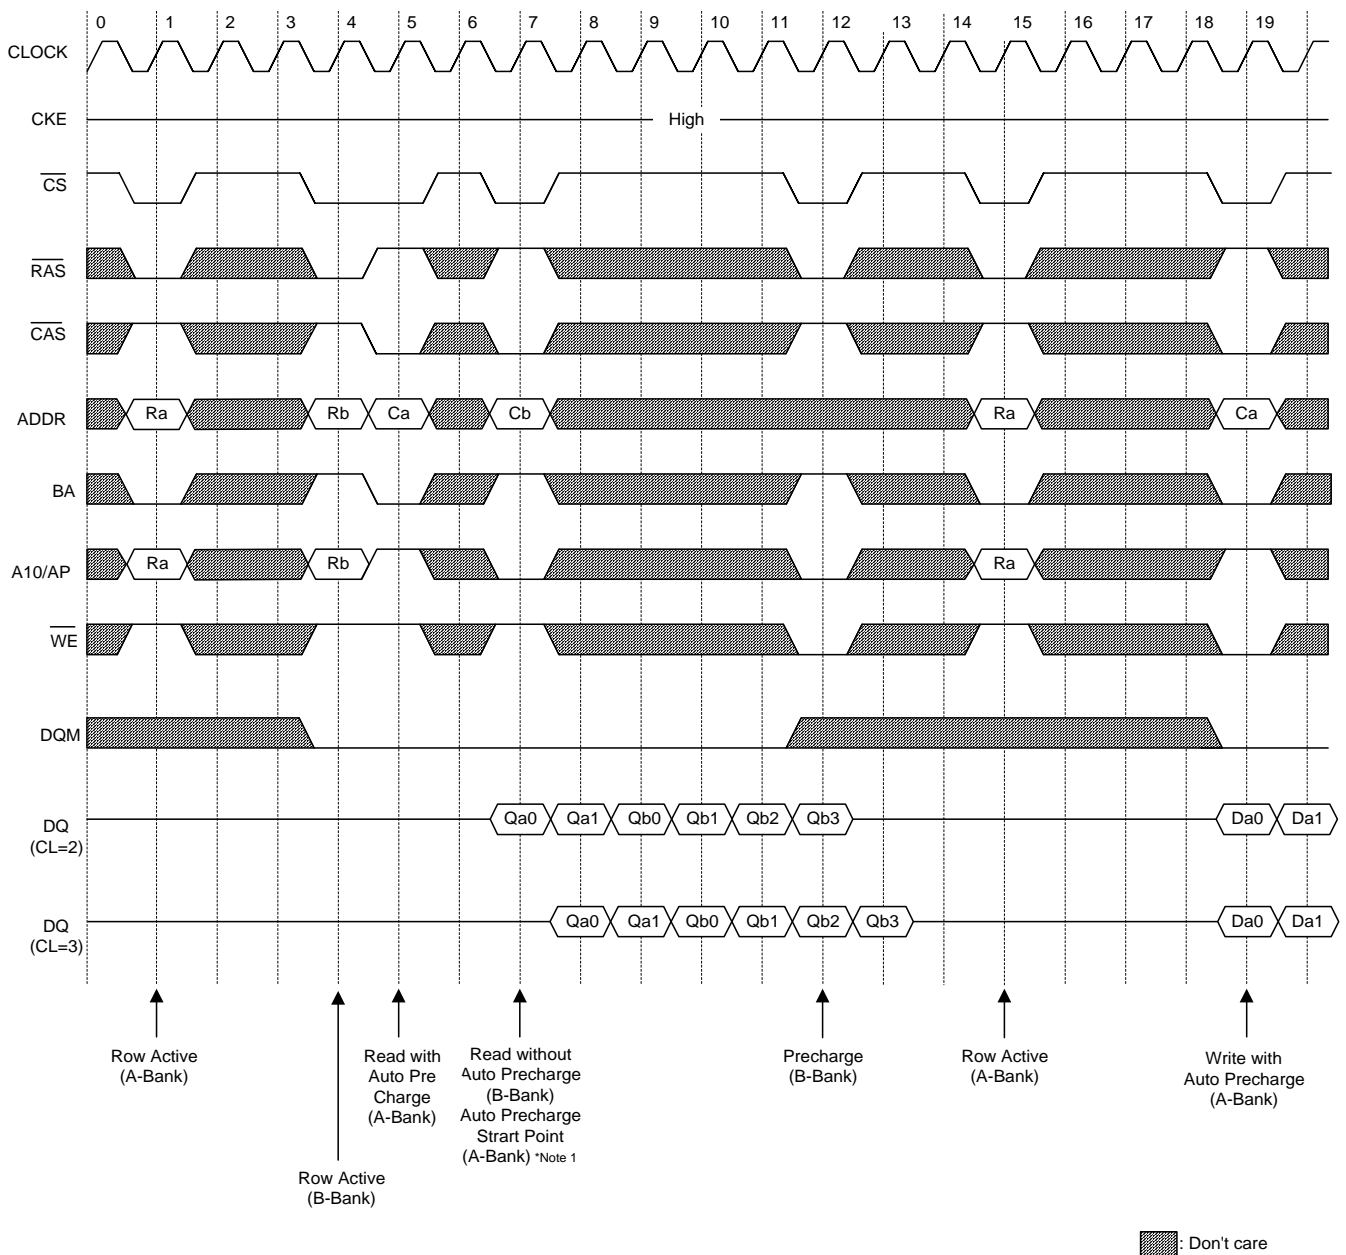 0 1 2 3 4 5 6 7 8 9 10 11 12 13 14 15 16 17 18 19
CLOCK
CKE High
CS
RAS
CAS
ADDR Ra Rb Ca Cb Ra Ca
BA
A10/AP Ra Rb Ra
WE
DQM
DQ
(CL=2)
Qa0 Qa1 Qb0 Qb1 Qb2 Qb3 Da0 Da1
DQ
(CL=3)
Qa0 Qa1 Qb0 Qb1 Qb2 Qb3 Da0 Da1
Row Active
(A-Bank)
Row Active
(B-Bank)
Read with
Auto Pre
Charge
(A-Bank)
Read without
Auto Precharge
(B-Bank)
Auto Precharge
Strart Point
(A-Bank) *Note 1
Precharge
(B-Bank)
Row Active
(A-Bank)
Write with
Auto Precharge
(A-Bank)
: Don't care